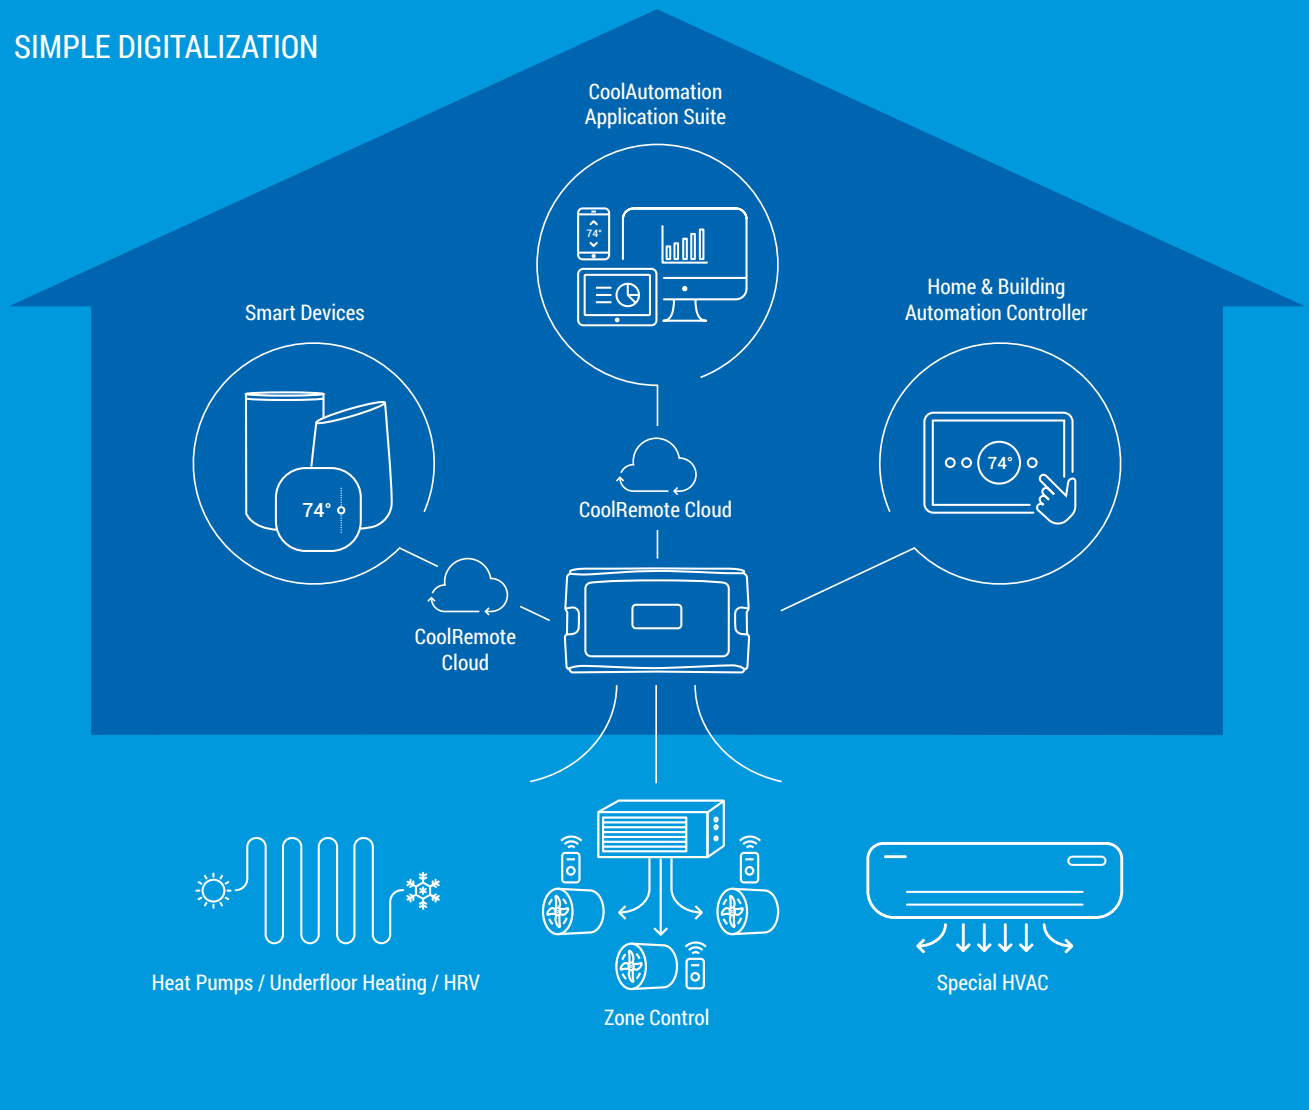 SIMPLE DIGITALIZATION
CoolAutomation
Application Suite
74°
Home & Building
Automation Controller
Smart Devices
74°
74°
CoolRemote Cloud
CoolRemote
Cloud
Heat Pumps / Underfloor Heating / HRV
Special HVAC
Zone Control